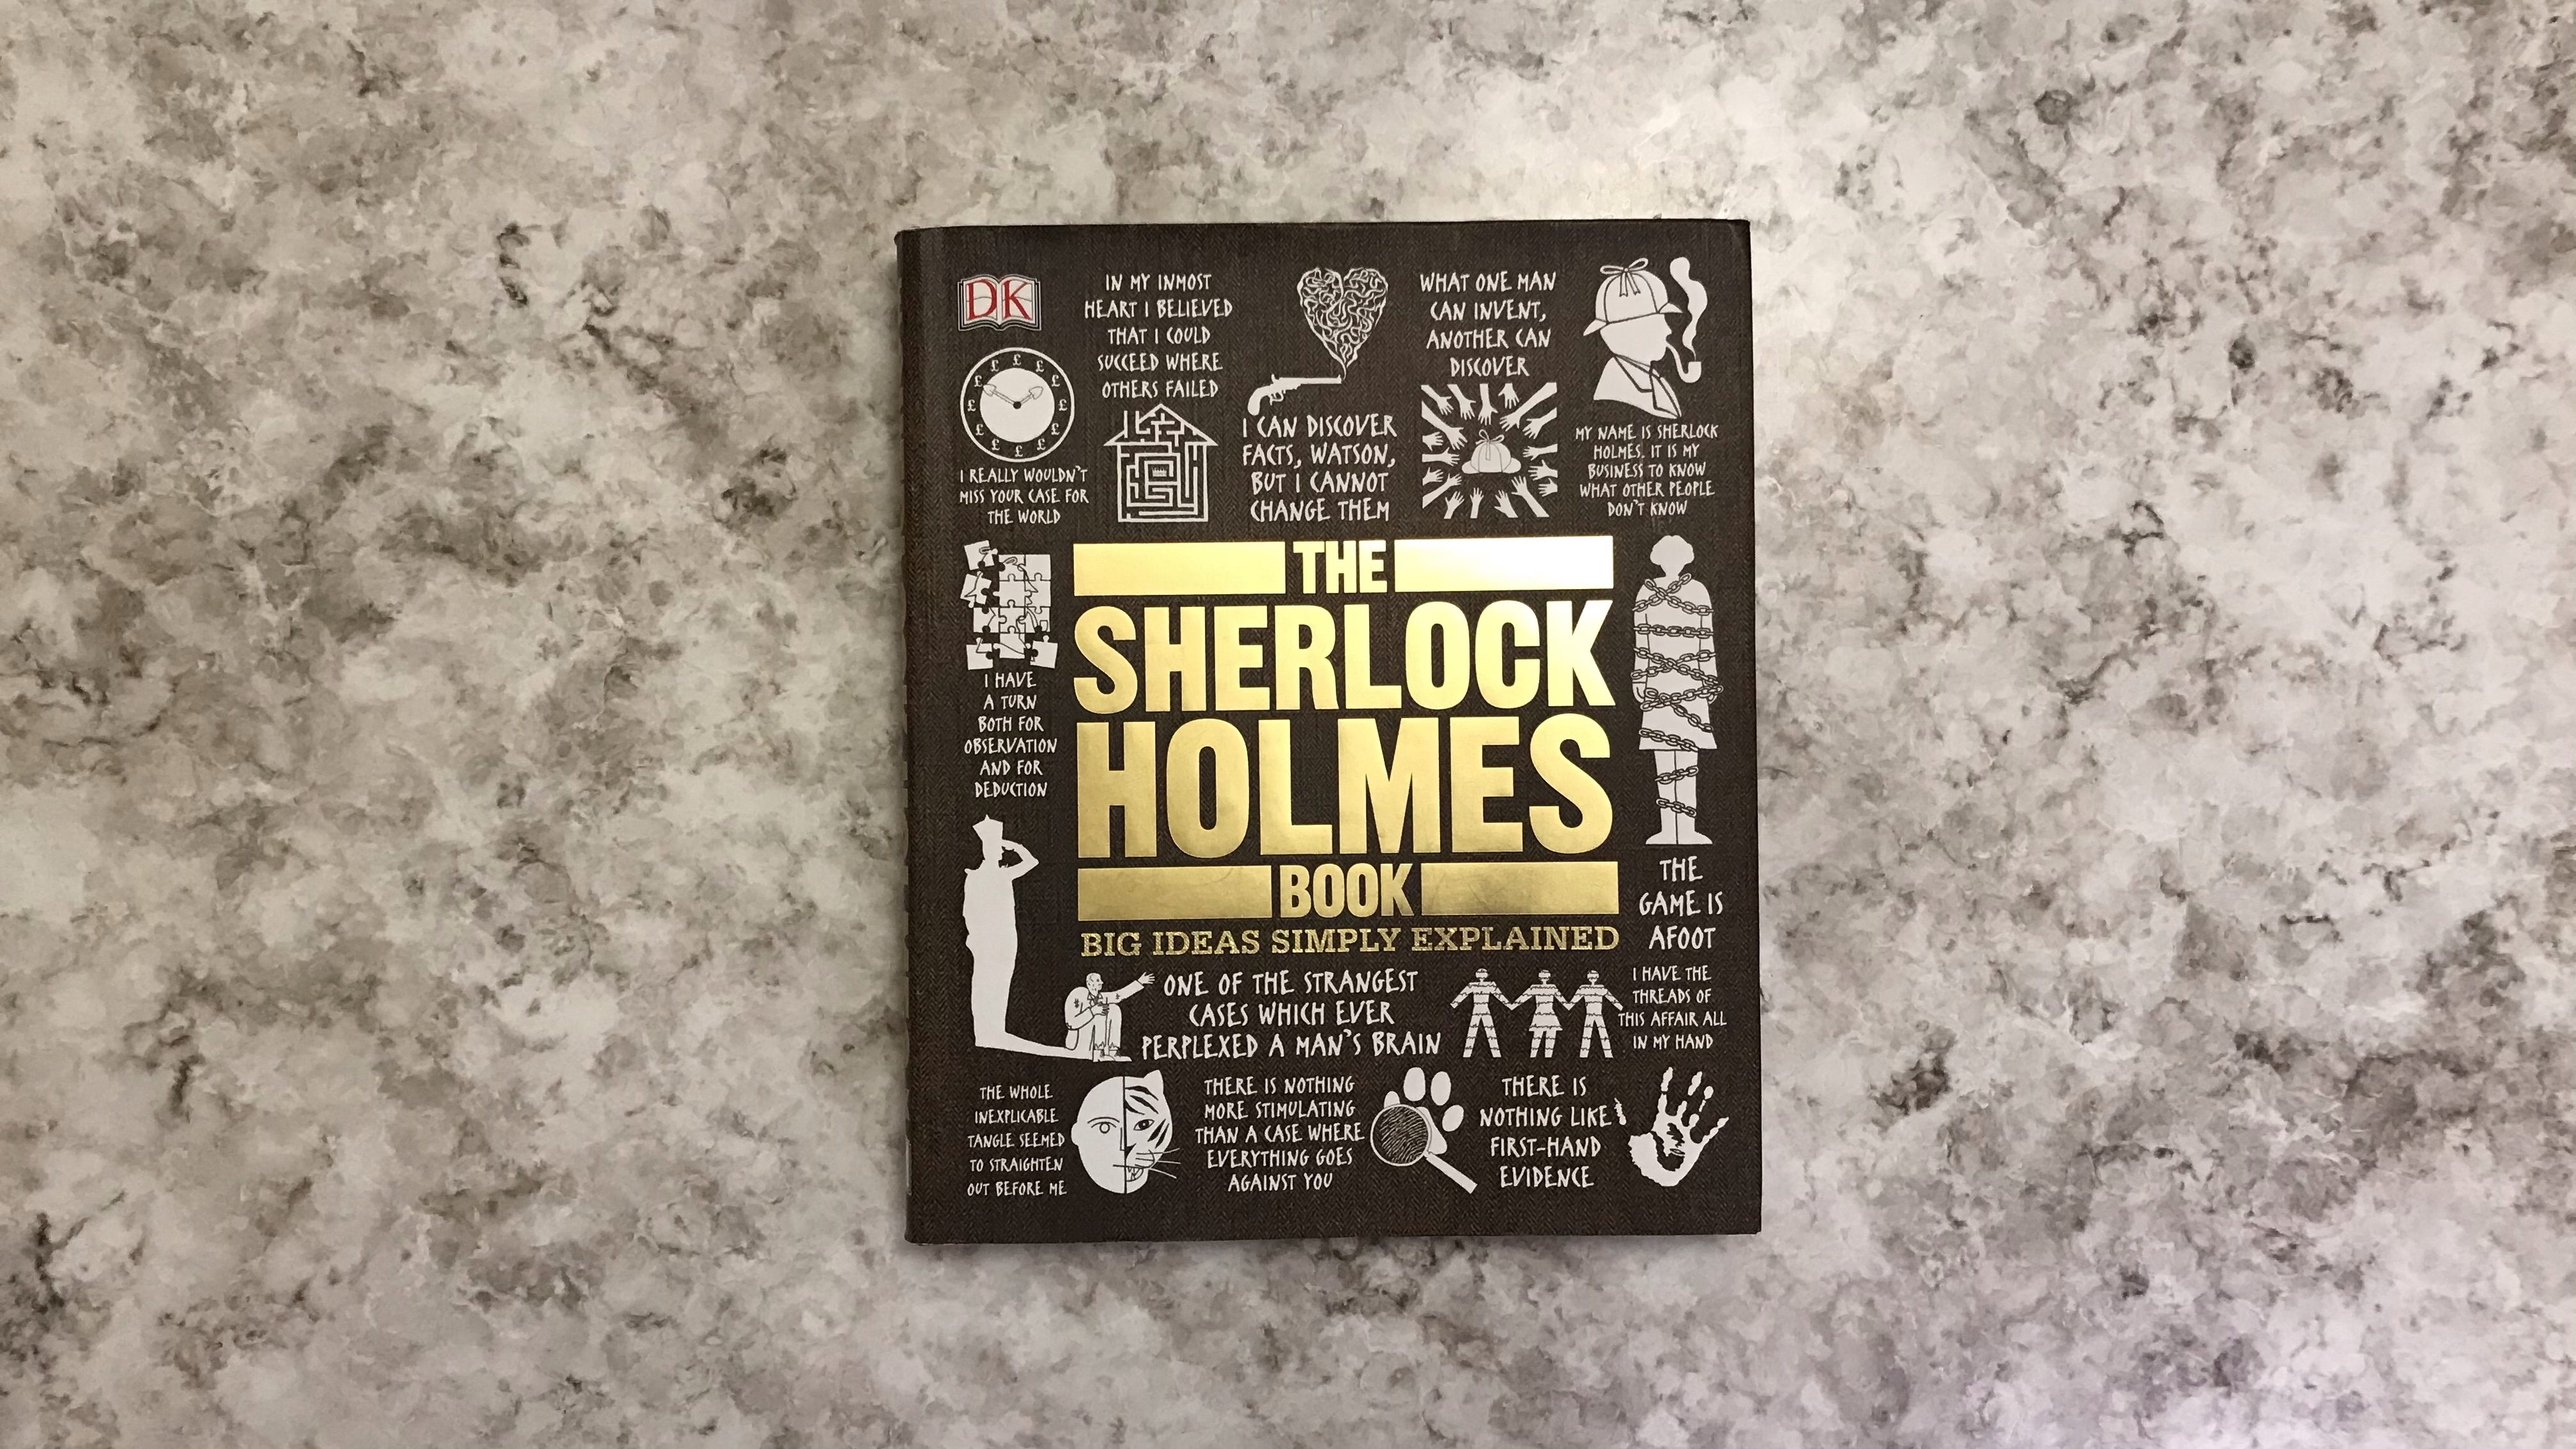 DK
IN MY INMOST
HEART I BELIEVED
THAT I COULD
SUCCEED WHERE
OTHERS FAILED
WHAT ONE MAN
CAN INVENT,
ANOTHER CAN
DISCOVER
£ £ £ £ £ £ £ £ £ £ £ £
I REALLY WOULDN'T
MISS YOUR CASE FOR
THE WORLD
I CAN DISCOVER
FACTS, WATSON,
BUT I CANNOT
CHANGE THEM
MY NAME IS SHERLOCK
HOLMES. IT IS MY
BUSINESS TO KNOW
WHAT OTHER PEOPLE
DON'T KNOW
THE
SHERLOCK
HOLMES
BOOK
BIG IDEAS SIMPLY EXPLAINED
I HAVE
A TURN
BOTH FOR
OBSERVATION
AND FOR
DEDUCTION
THE
GAME IS
AFOOT
ONE OF THE STRANGEST
CASES WHICH EVER
PERPLEXED A MAN'S BRAIN
I HAVE THE
THREADS OF
THIS AFFAIR ALL
IN MY HAND
THE WHOLE
INEXPLICABLE
TANGLE SEEMED
TO STRAIGHTEN
OUT BEFORE ME
THERE IS NOTHING
MORE STIMULATING
THAN A CASE WHERE
EVERYTHING GOES
AGAINST YOU
THERE IS
NOTHING LIKE
FIRST-HAND
EVIDENCE